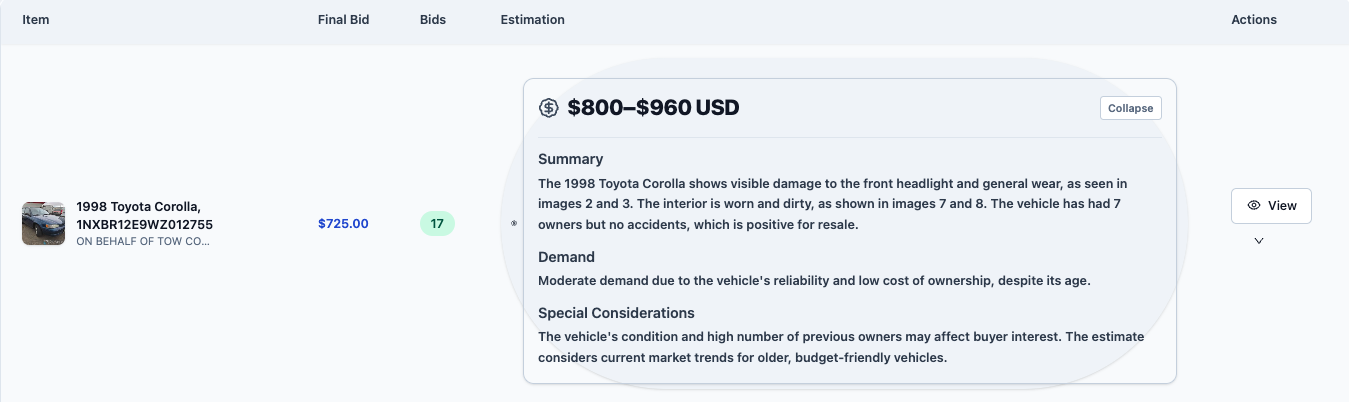 Item Final Bid Bids Estimation Actions
$800–$960 USD
Collapse
Summary
The 1998 Toyota Corolla shows visible damage to the front headlight and general wear, as seen in
images 2 and 3. The interior is worn and dirty, as shown in images 7 and 8. The vehicle has had 7
owners but no accidents, which is positive for resale.
Demand
Moderate demand due to the vehicle's reliability and low cost of ownership, despite its age.
Special Considerations
The vehicle's condition and high number of previous owners may affect buyer interest. The estimate
considers current market trends for older, budget-friendly vehicles.
1998 Toyota Corolla,
1NXBR12E9WZ012755
ON BEHALF OF TOW CO...
$725.00
17
View